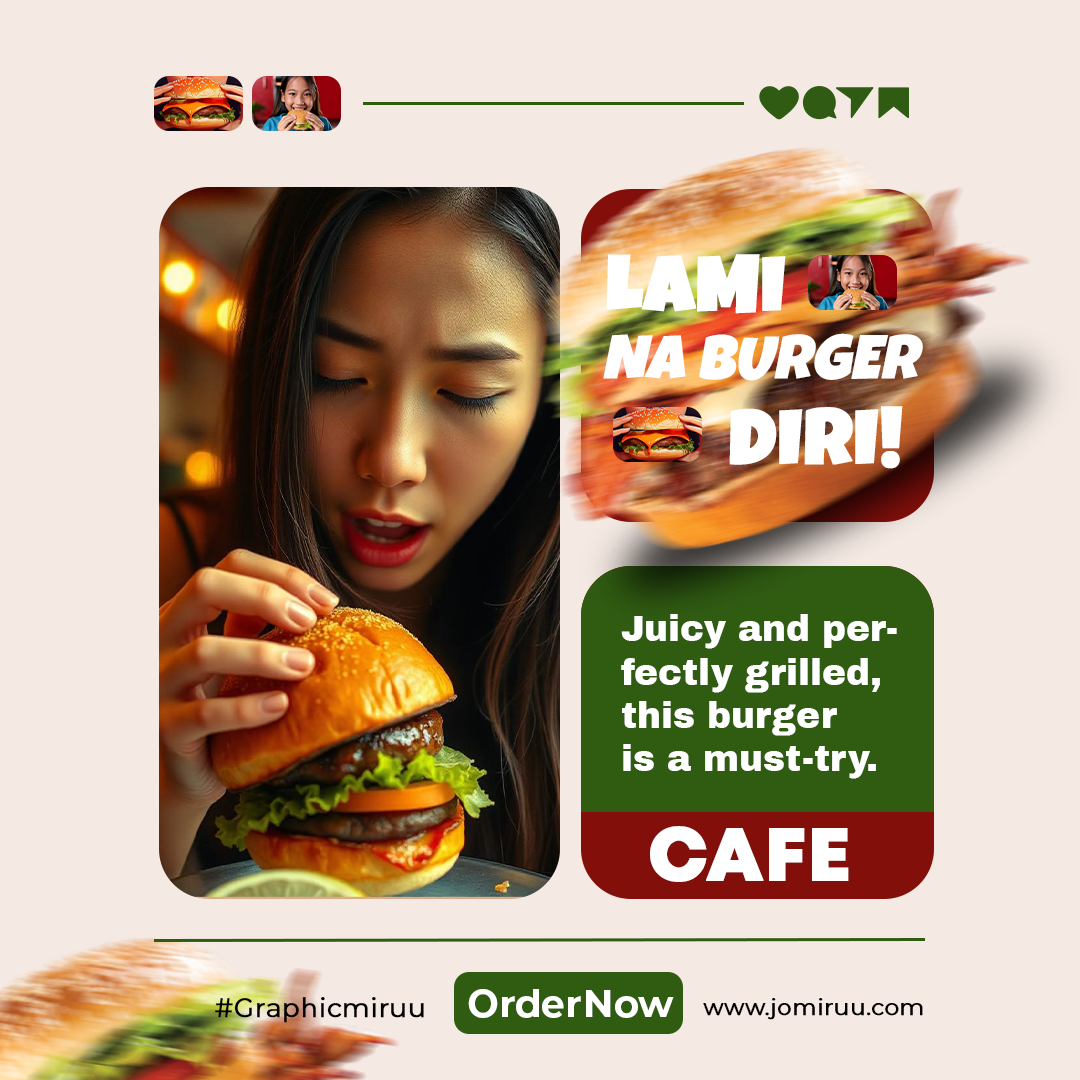 LAMI
NA BURGER
DIRI!
Juicy and per-
fectly grilled,
this burger
is a must-try.
CAFE
#Graphicmiruu
OrderNow
www.jomiruu.com